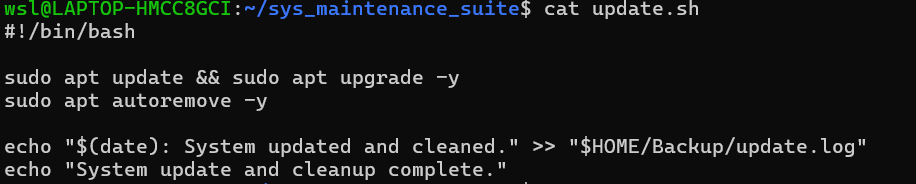 wsl@LAPTOP-HMCC8GCI:~/sys_maintenance_suite$ cat update.sh
#!/bin/bash
sudo apt update && sudo apt upgrade -y
sudo apt autoremove -y
echo "$(date): System updated and cleaned." >> "$HOME/Backup/update.log"
echo "System update and cleanup complete."